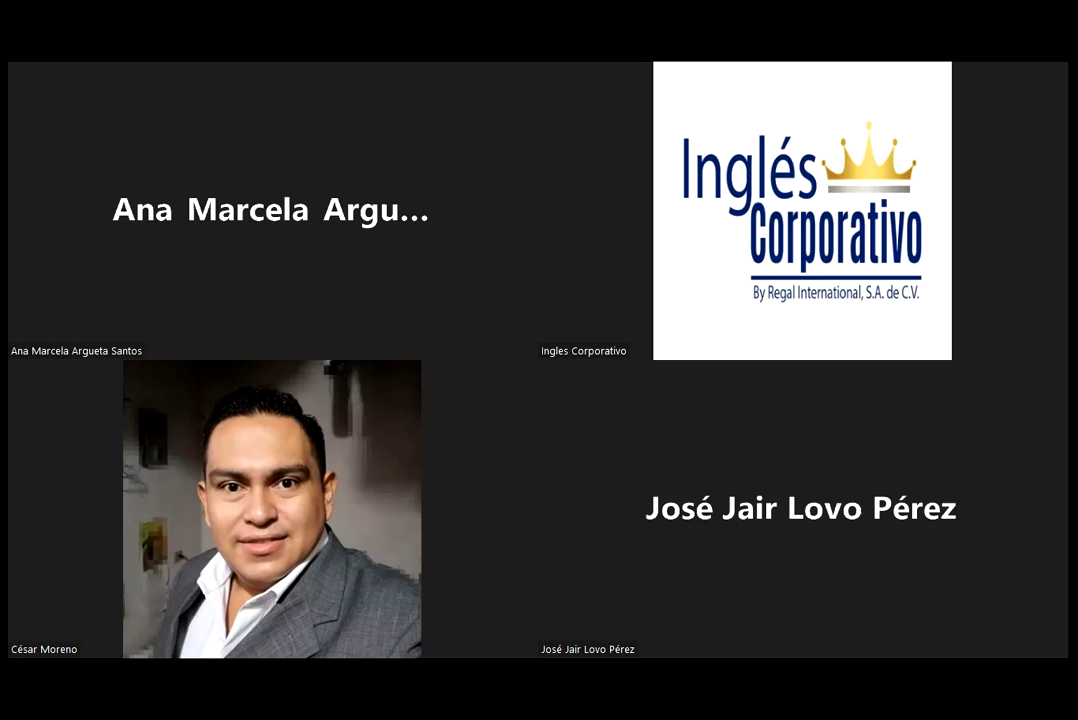 Ana Marcela Argu...
Inglés
Corporativo
By Regal International, S.A. de C.V.
Ana Marcela Argueta Santos
Ingles Corporativo
José Jair Lovo Pérez
César Moreno
José Jair Lovo Pérez